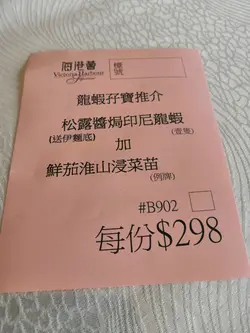 海港薈
Victoria Harbour
Supreme
檯號
龍蝦孖寶推介
松露醬焗印尼龍蝦
(送伊麵底) (壹隻)
加
鮮茄淮山浸菜苗
(例牌)
#B902
每份$298